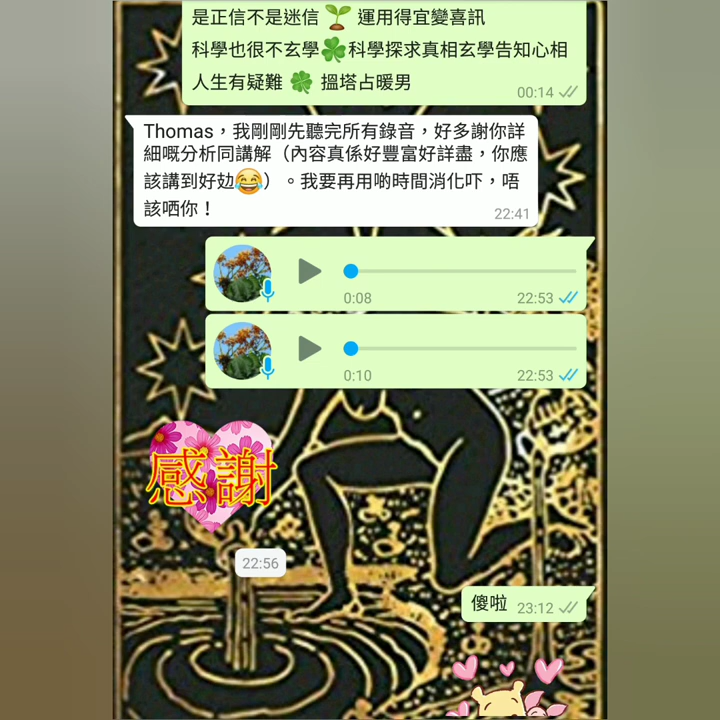 是正信不是迷信🌱運用得宜變喜訊
科學也很不玄學🍀科學探求真相玄學告知心相
人生有疑難 🍀 搵塔占暖男
00:14
Thomas，我剛剛先聽完所有錄音，好多謝你詳
細嘅分析同講解（內容真係好豐富好詳盡，你應
該講到好攰😂）。我要再用啲時間消化吓，唔
該哂你！
22:41
0:08 22:53
0:10 22:53
感謝
22:56
傻啦 23:12